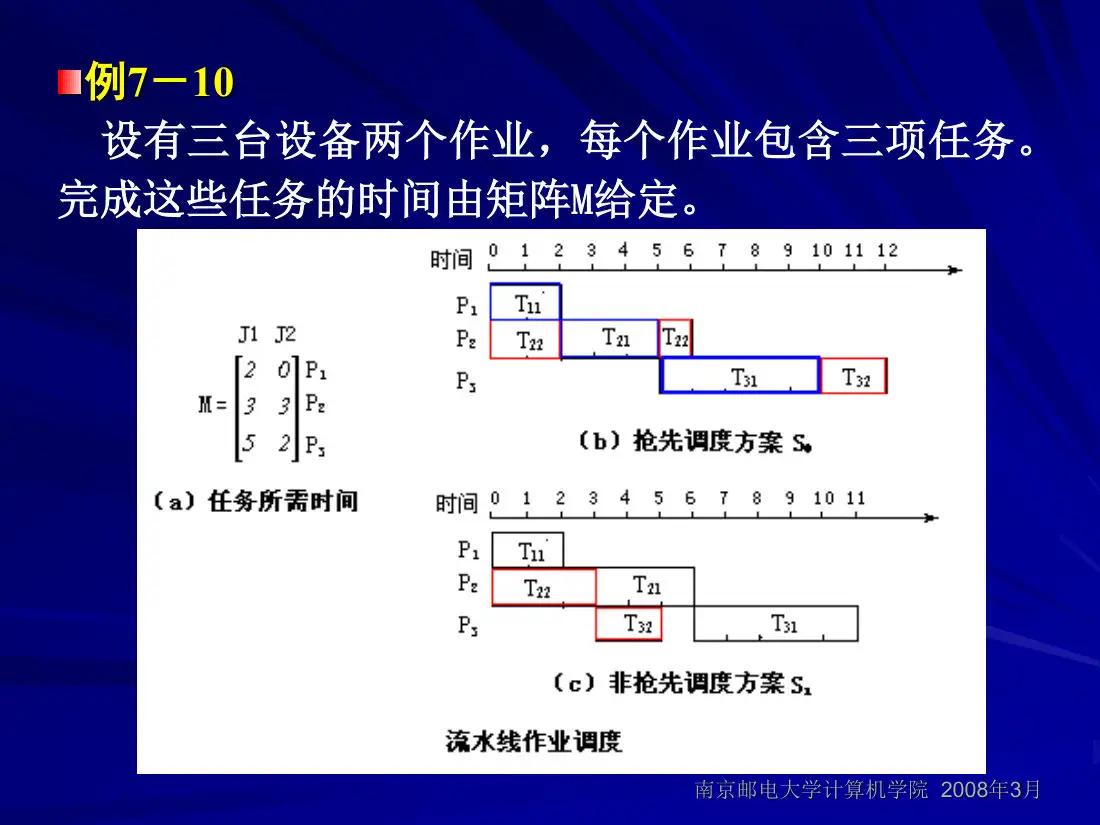 例7－10
设有三台设备两个作业，每个作业包含三项任务。
完成这些任务的时间由矩阵M给定。
时间 0 1 2 3 4 5 6 7 8 9 10 11 12
P1 T11
P2 T22 T21 T22
P3 T31 T32
(b) 抢先调度方案 S0
J1 J2
2 0 P1
M= 3 3 P2
5 2 P3
(a) 任务所需时间
时间 0 1 2 3 4 5 6 7 8 9 10 11
P1 T11
P2 T22 T21
P3 T32 T31
(c) 非抢先调度方案 S1
流水线作业调度
南京邮电大学计算机学院 2008年3月